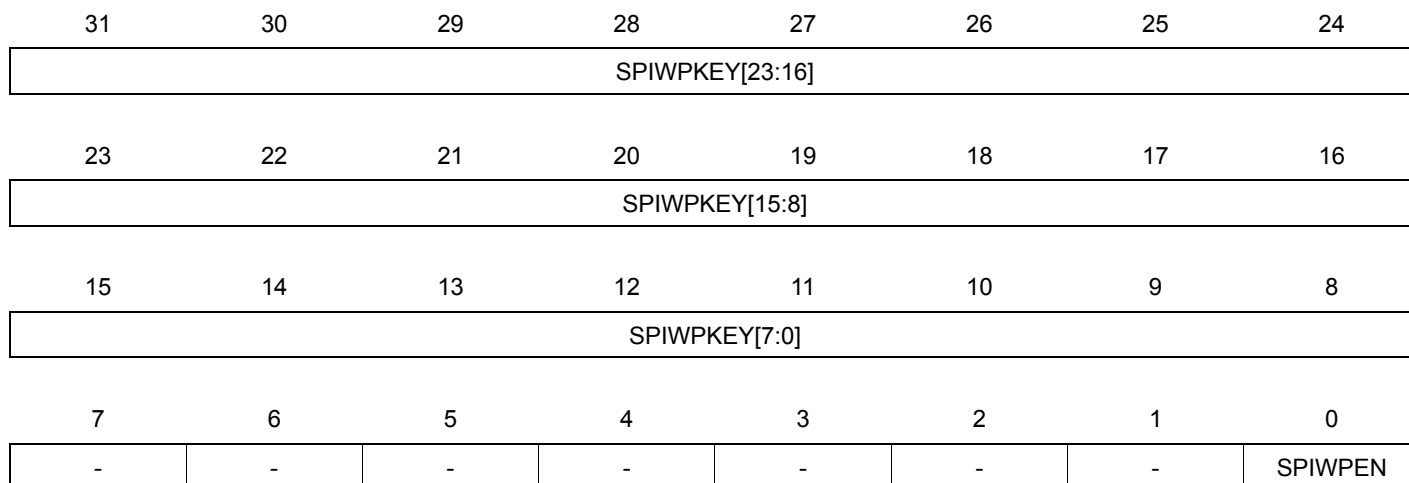 31 30 29 28 27 26 25 24
SPIWPKEY[23:16]
23 22 21 20 19 18 17 16
SPIWPKEY[15:8]
15 14 13 12 11 10 9 8
SPIWPKEY[7:0]
7 6 5 4 3 2 1 0
- - - - - - - SPIWPEN